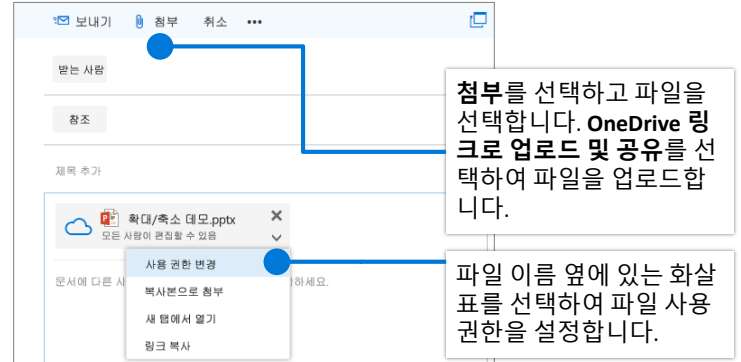 보내기 첨부 취소 •••
받는 사람
참조
제목 추가
확대/축소 데모.pptx
모든 사람이 편집할 수 있음
사용 권한 변경
문서에 다른 사 하세요.
복사본으로 첨부
새 탭에서 열기
링크 복사
첨부를 선택하고 파일을
선택합니다. OneDrive 링
크로 업로드 및 공유를 선
택하여 파일을 업로드합
니다.
파일 이름 옆에 있는 화살
표를 선택하여 파일 사용
권한을 설정합니다.